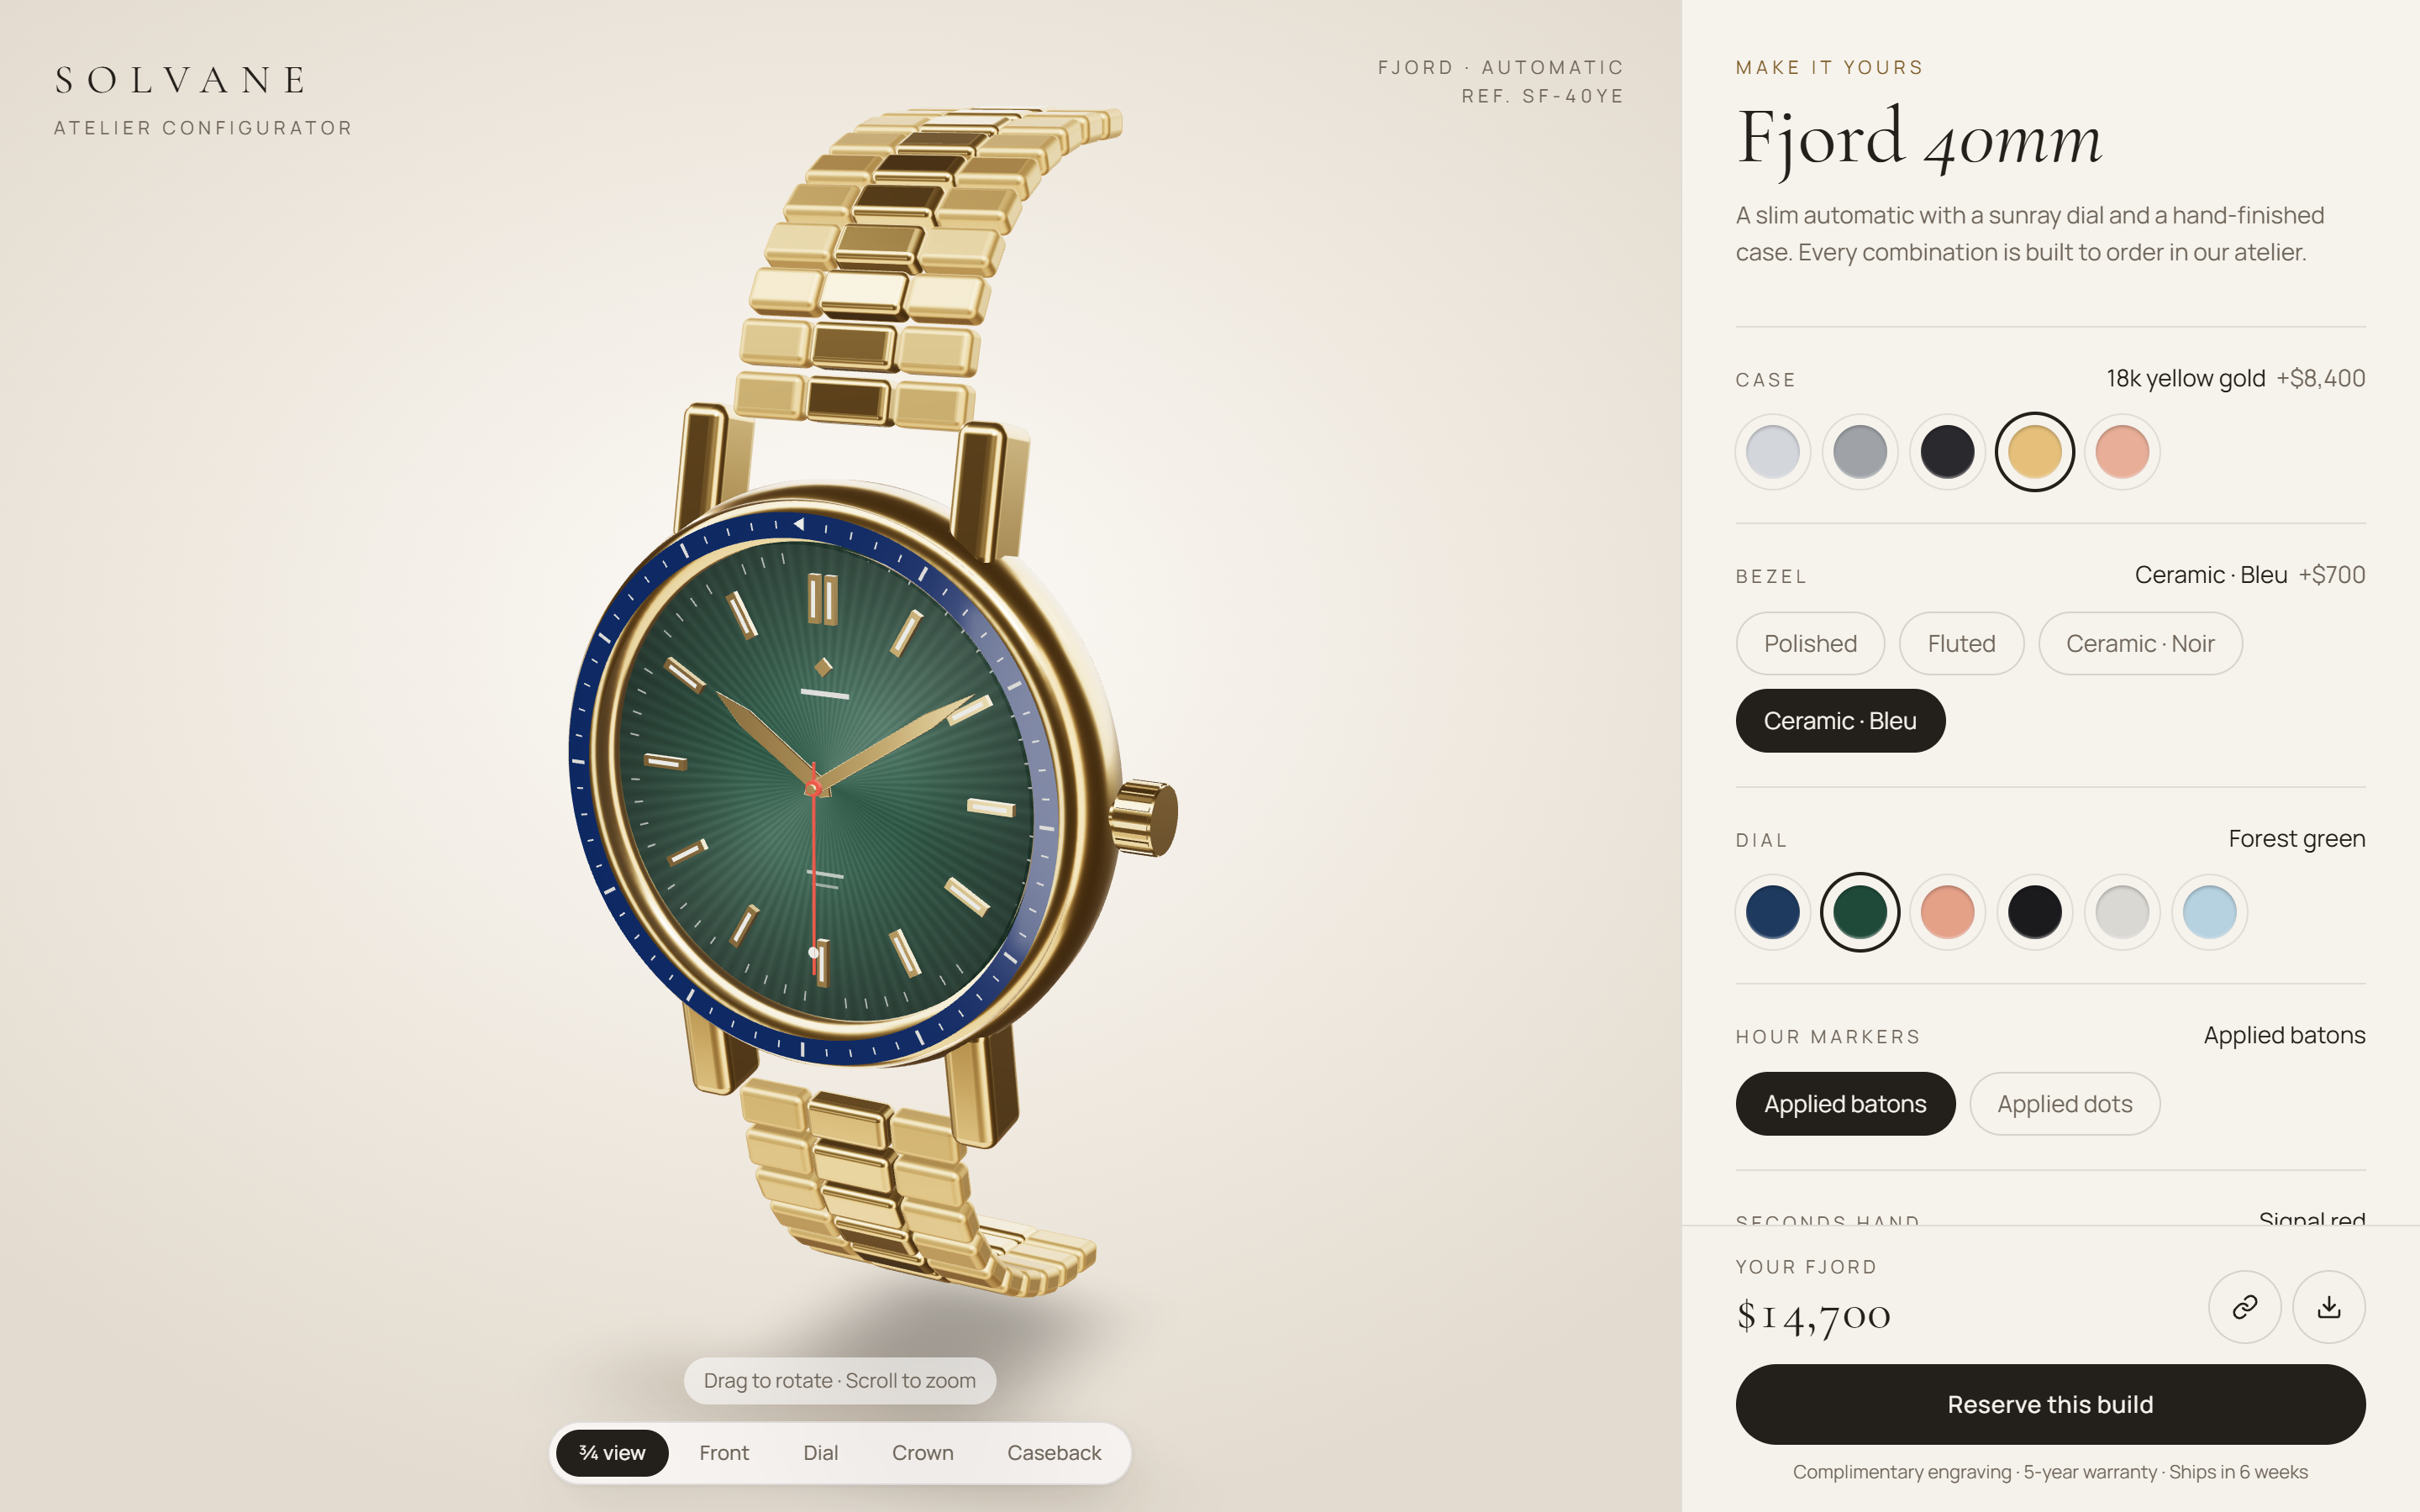 SOLVANE
ATELIER CONFIGURATOR
FJORD · AUTOMATIC
REF. SF-40YE
Drag to rotate · Scroll to zoom
¾ view Front Dial Crown Caseback
MAKE IT YOURS
Fjord 40mm
A slim automatic with a sunray dial and a hand-finished
case. Every combination is built to order in our atelier.
CASE 18k yellow gold +$8,400
BEZEL Ceramic · Bleu +$700
Polished Fluted Ceramic · Noir
Ceramic · Bleu
DIAL Forest green
HOUR MARKERS Applied batons
Applied batons Applied dots
SECONDS HAND Signal red
YOUR FJORD
$14,700
Reserve this build
Complimentary engraving · 5-year warranty · Ships in 6 weeks